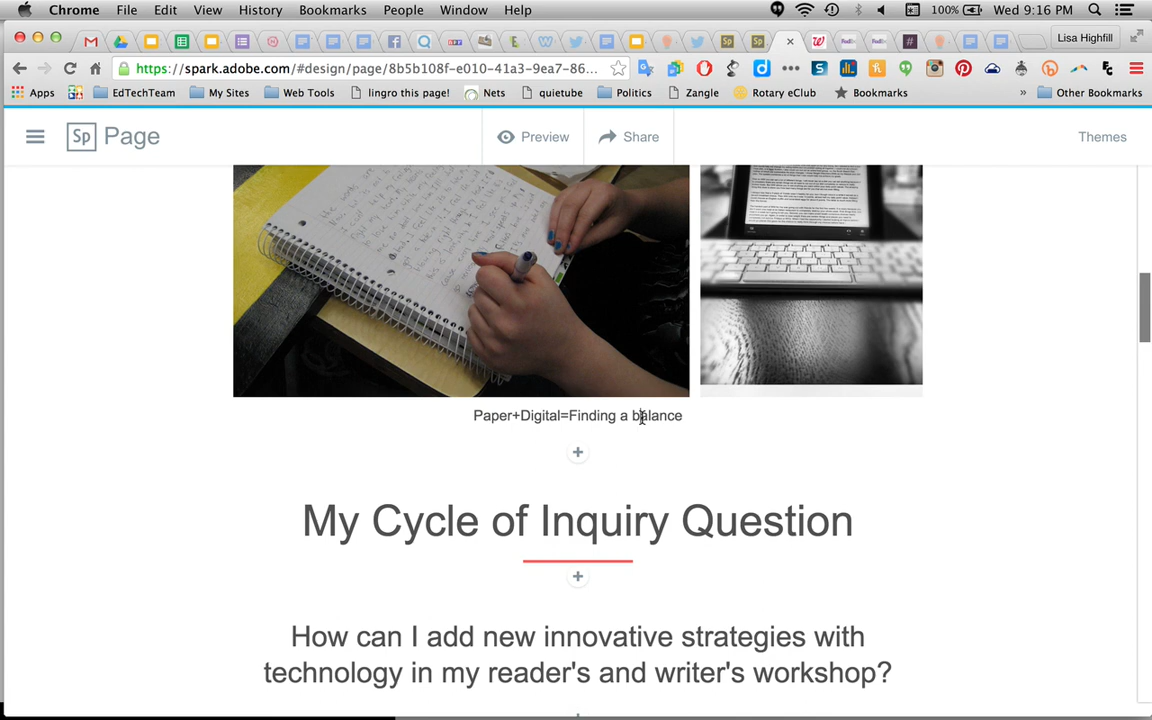 Chrome File Edit View History Bookmarks People Window Help 100% Wed 9:16 PM
Lisa Highfill
https://spark.adobe.com/#design/page/8b5b108f-e010-41a3-9ea7-86...
Apps EdTechTeam My Sites Web Tools lingro this page! Nets quietube Politics Zangle Rotary eClub Bookmarks » Other Bookmarks
Sp Page Preview Share Themes
Paper+Digital=Finding a balance
My Cycle of Inquiry Question
How can I add new innovative strategies with
technology in my reader's and writer's workshop?